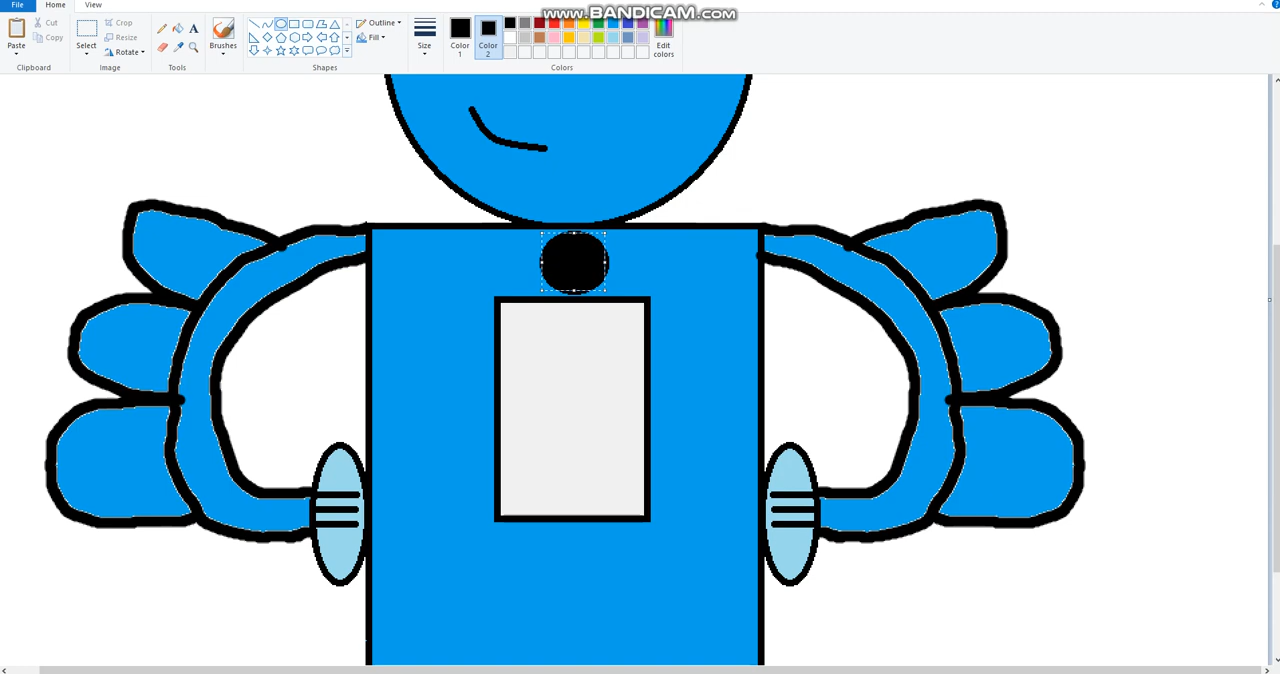 www.BANDICAM.com
File Home View
Paste
Cut
Copy
Clipboard
Select
Crop
Resize
Rotate
Image
Tools
Brushes
Outline
Fill
Shapes
Size
Color 1
Color 2
Edit colors
Colors